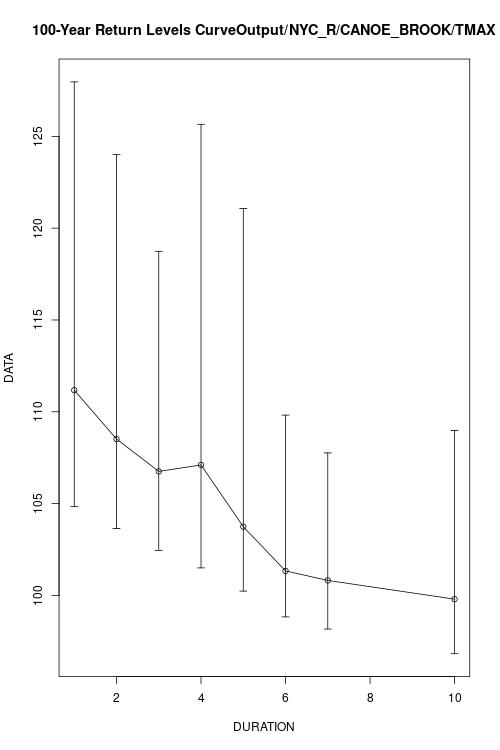 100-Year Return Levels CurveOutput/NYC_R/CANOE_BROOK/TMAX
DATA
125
120
115
110
105
100
2 4 6 8 10
DURATION